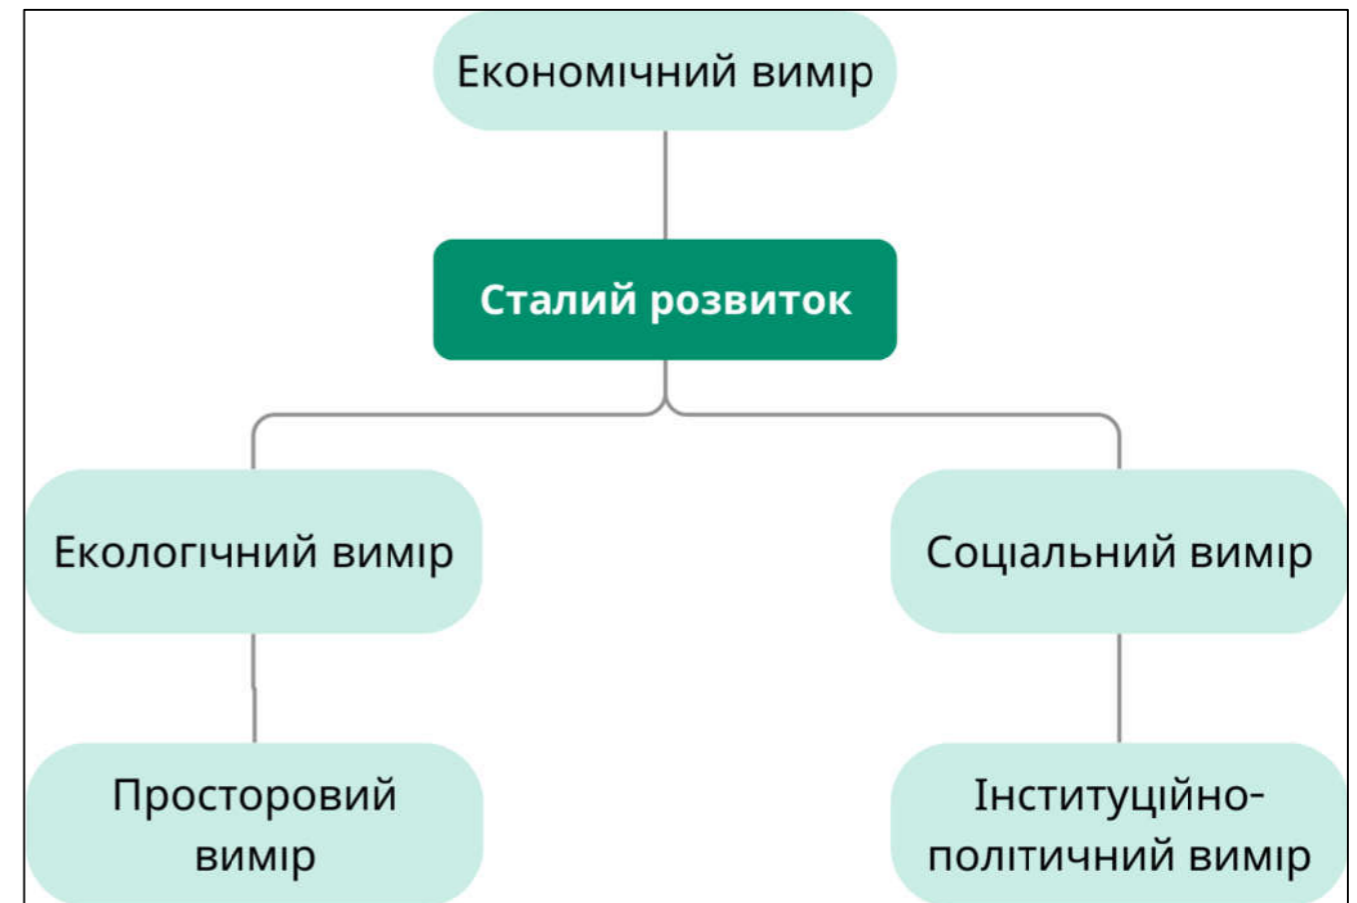 Економічний вимір
Сталий розвиток
Екологічний вимір
Соціальний вимір
Просторовий
вимір
Інституційно-
політичний вимір